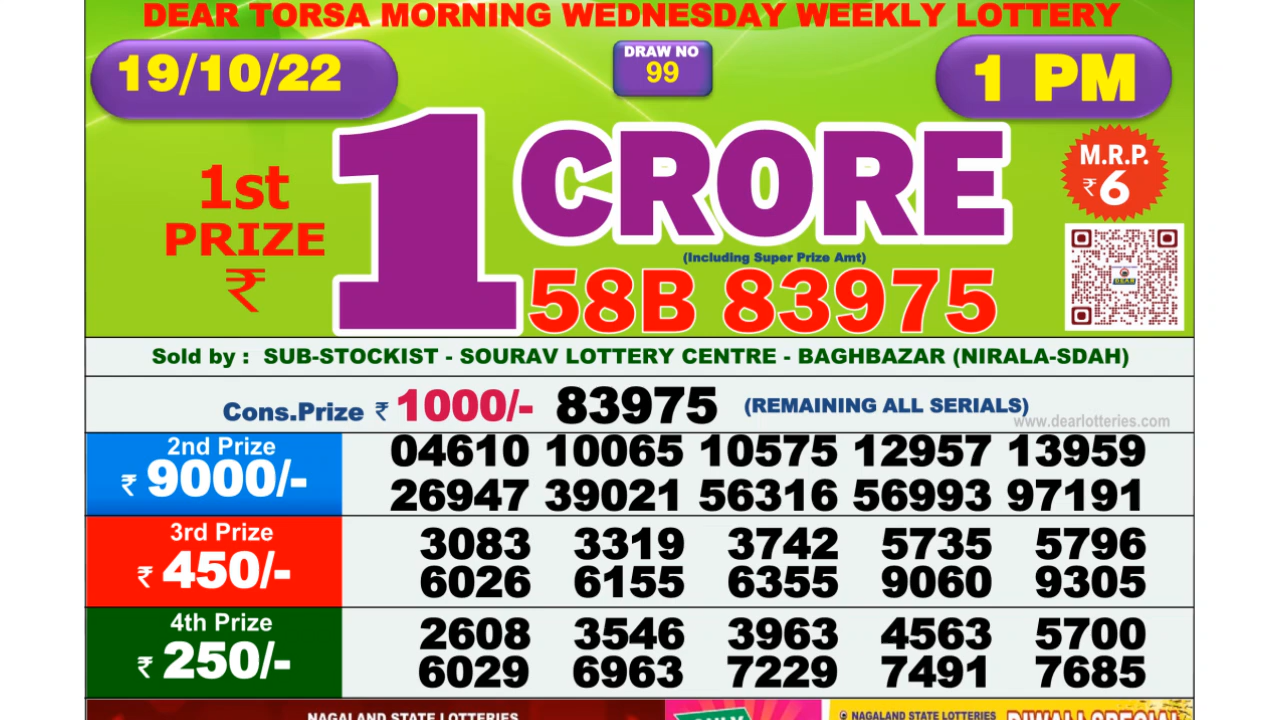 DEAR TORSA MORNING WEDNESDAY WEEKLY LOTTERY
19/10/22
DRAW NO
99
1 PM
1st
PRIZE
₹
1 CRORE
(Including Super Prize Amt)
58B 83975
M.R.P.
₹6
Sold by : SUB-STOCKIST - SOURAV LOTTERY CENTRE - BAGHBAZAR (NIRALA-SDAH)
Cons.Prize ₹ 1000/- 83975 (REMAINING ALL SERIALS)
www.dearlotteries.com
2nd Prize
₹ 9000/-
04610 10065 10575 12957 13959
26947 39021 56316 56993 97191
3rd Prize
₹ 450/-
3083 3319 3742 5735 5796
6026 6155 6355 9060 9305
4th Prize
₹ 250/-
2608 3546 3963 4563 5700
6029 6963 7229 7491 7685
NAGALAND STATE LOTTERIES
NAGALAND STATE LOTTERIES
DIWALI SPECIAL